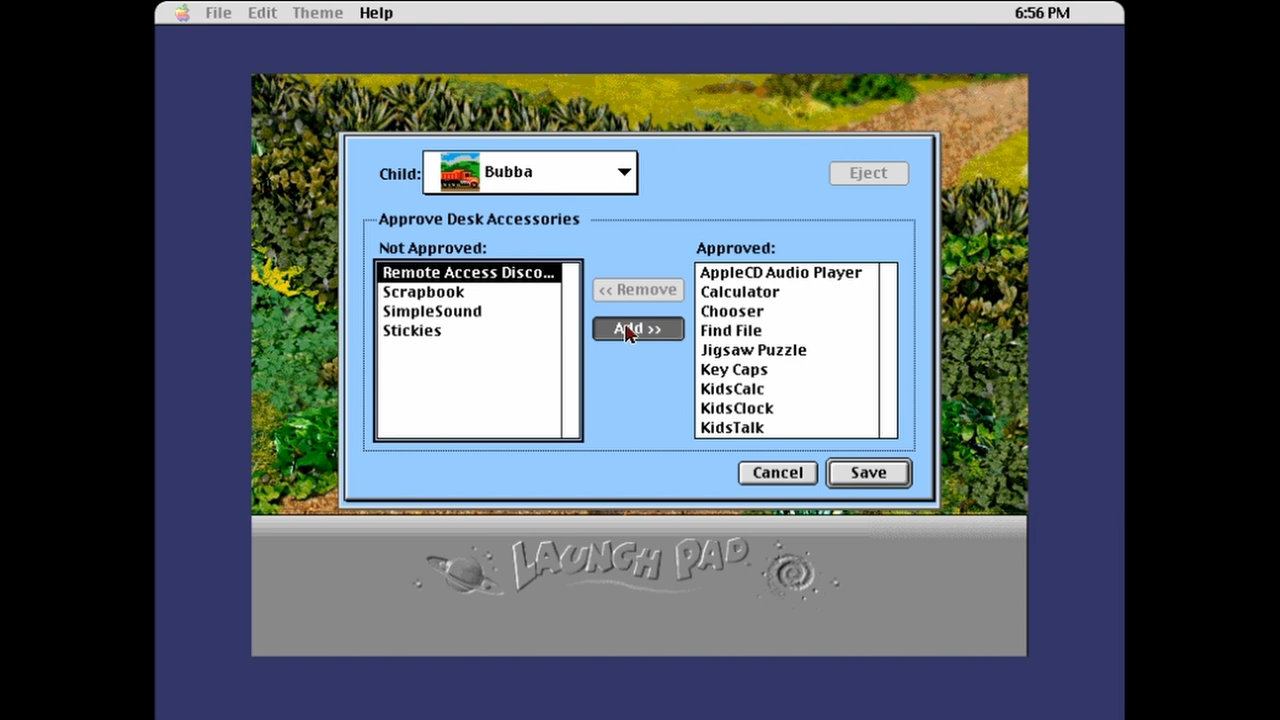 File Edit Theme Help 6:56 PM
Child: Bubba Eject
Approve Desk Accessories
Not Approved: Approved:
Remote Access Disco...
Scrapbook
SimpleSound
Stickies
<< Remove
Add >>
AppleCD Audio Player
Calculator
Chooser
Find File
Jigsaw Puzzle
Key Caps
KidsCalc
KidsClock
KidsTalk
Cancel Save
LAUNCH PAD